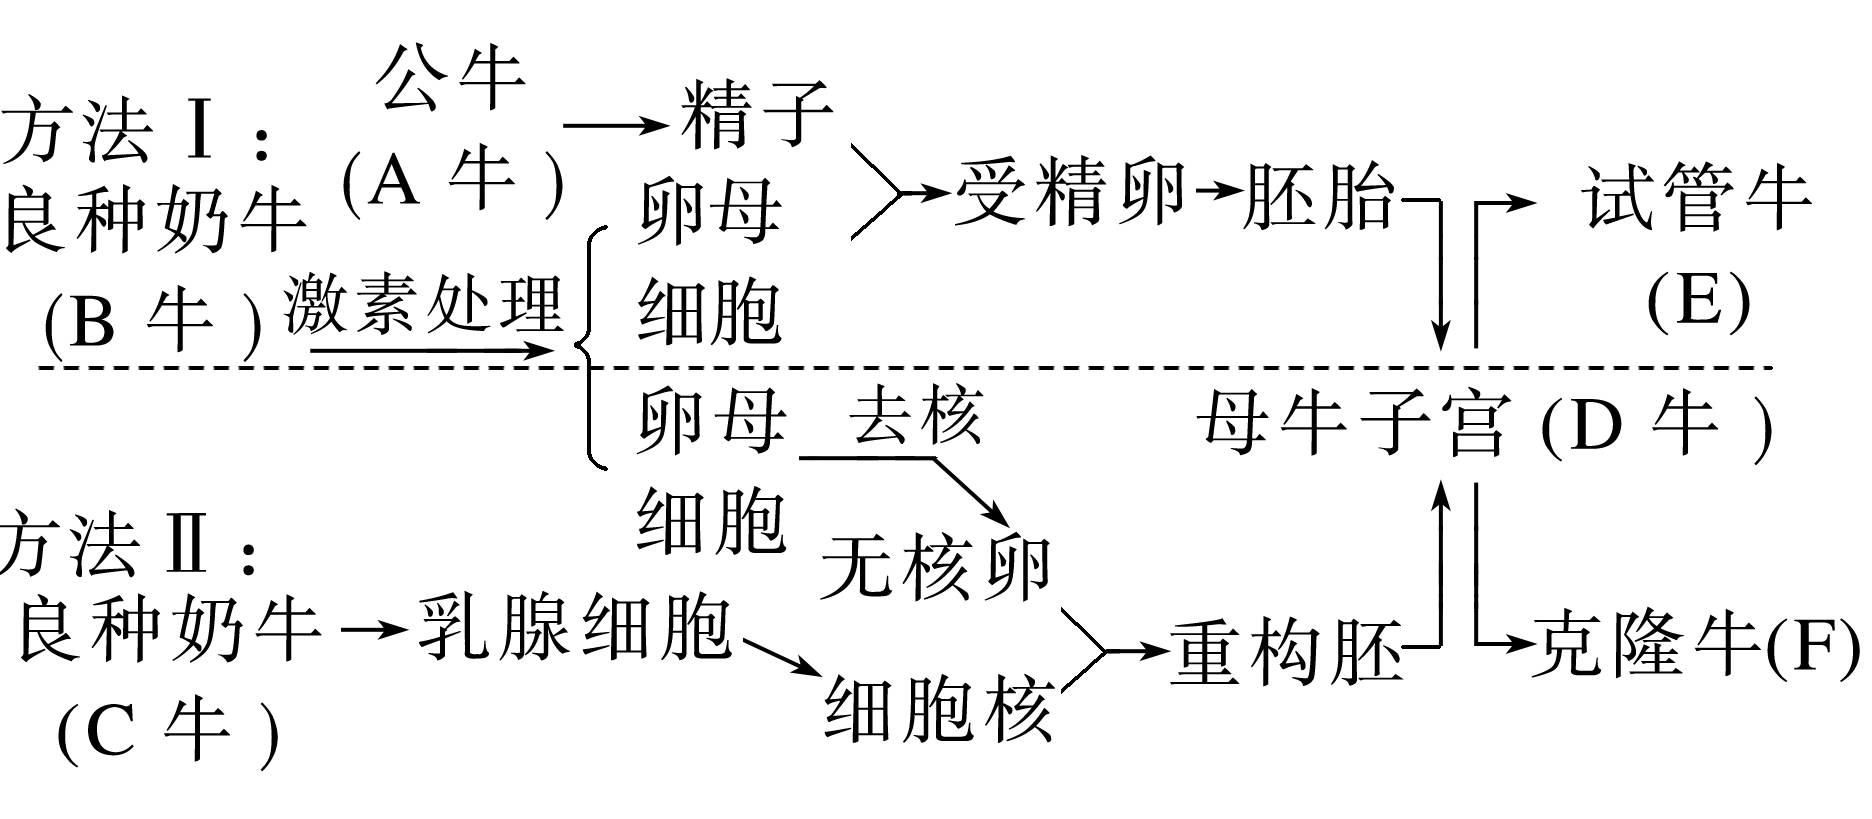 方法Ⅰ：
公牛
(A 牛)
精子
良种奶牛
(B 牛)
激素处理
卵母
细胞
受精卵
胚胎
试管牛
(E)
卵母
细胞
去核
母牛子宫(D 牛)
方法Ⅱ：
良种奶牛
(C 牛)
乳腺细胞
无核卵
细胞核
重构胚
克隆牛(F)